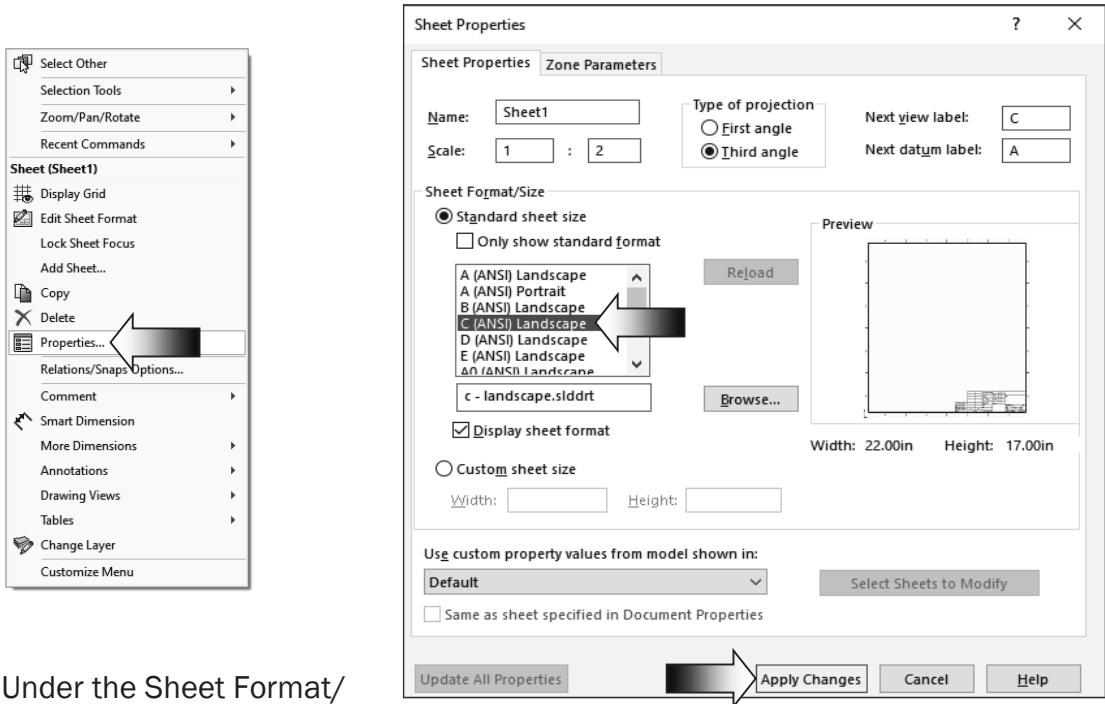 Select Other
Selection Tools
Zoom/Pan/Rotate
Recent Commands
Sheet (Sheet1)
Display Grid
Edit Sheet Format
Lock Sheet Focus
Add Sheet...
Copy
Delete
Properties...
Relations/Snaps Options...
Comment
Smart Dimension
More Dimensions
Annotations
Drawing Views
Tables
Change Layer
Customize Menu
Under the Sheet Format/
Sheet Properties ?
Sheet Properties Zone Parameters
Name: Sheet1
Scale: 1 : 2
Type of projection
First angle
Third angle
Next view label: C
Next datum label: A
Sheet Format/Size
Standard sheet size
Only show standard format
A (ANSI) Landscape
A (ANSI) Portrait
B (ANSI) Landscape
C (ANSI) Landscape
D (ANSI) Landscape
E (ANSI) Landscape
A0 (ANSI) Landscape
c - landscape.slddrt
Display sheet format
Reload
Browse...
Preview
Width: 22.00in Height: 17.00in
Custom sheet size
Width: Height:
Use custom property values from model shown in:
Default
Select Sheets to Modify
Same as sheet specified in Document Properties
Update All Properties Apply Changes Cancel Help